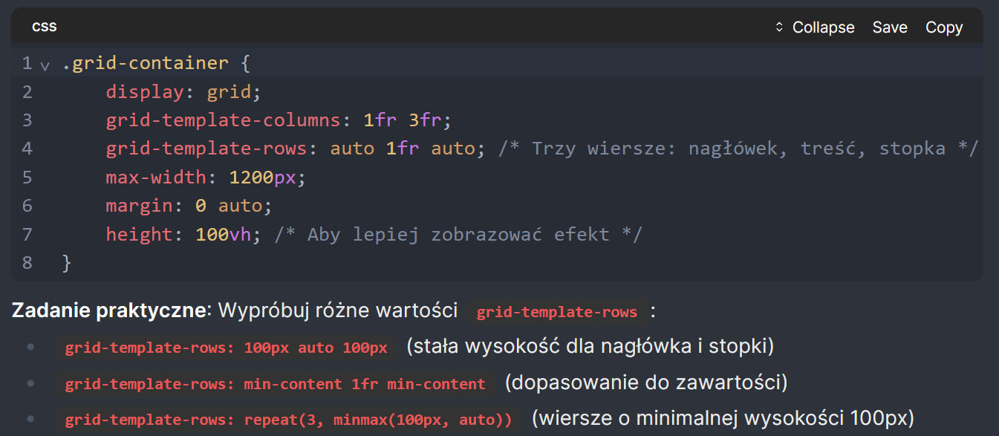 css Collapse Save Copy
1 .grid-container {
2 display: grid;
3 grid-template-columns: 1fr 3fr;
4 grid-template-rows: auto 1fr auto; /* Trzy wiersze: nagłówek, treść, stopka */
5 max-width: 1200px;
6 margin: 0 auto;
7 height: 100vh; /* Aby lepiej zobrazować efekt */
8 }
Zadanie praktyczne: Wypróbuj różne wartości grid-template-rows :
grid-template-rows: 100px auto 100px (stała wysokość dla nagłówka i stopki)
grid-template-rows: min-content 1fr min-content (dopasowanie do zawartości)
grid-template-rows: repeat(3, minmax(100px, auto)) (wiersze o minimalnej wysokości 100px)